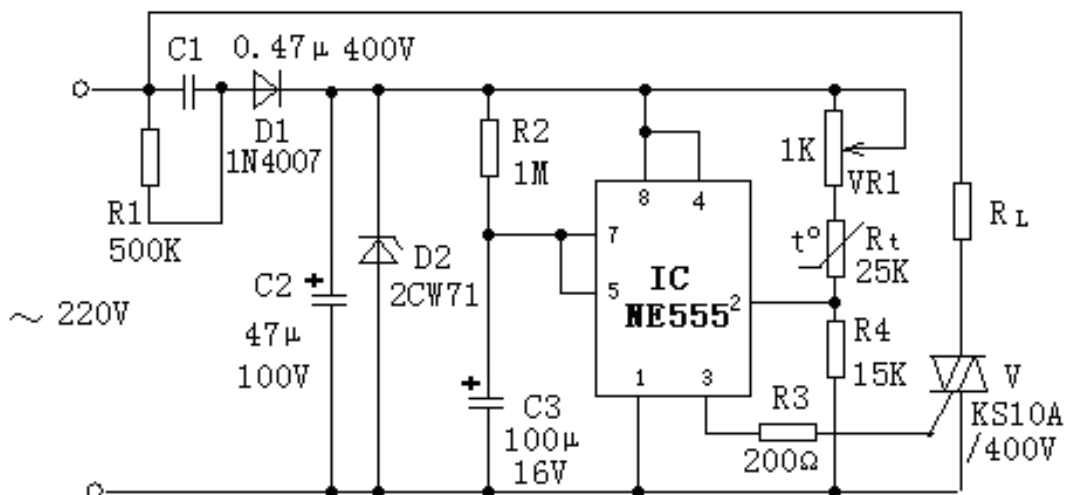 C1
0.47μ 400V
D1
1N4007
R1
500K
～ 220V
C2
47μ
100V
D2
2CW71
R2
1M
C3
100μ
16V
8
4
7
5
2
1
3
IC
NE555
1K
VR1
t°
Rt
25K
R4
15K
R3
200Ω
RL
V
KS10A
/400V